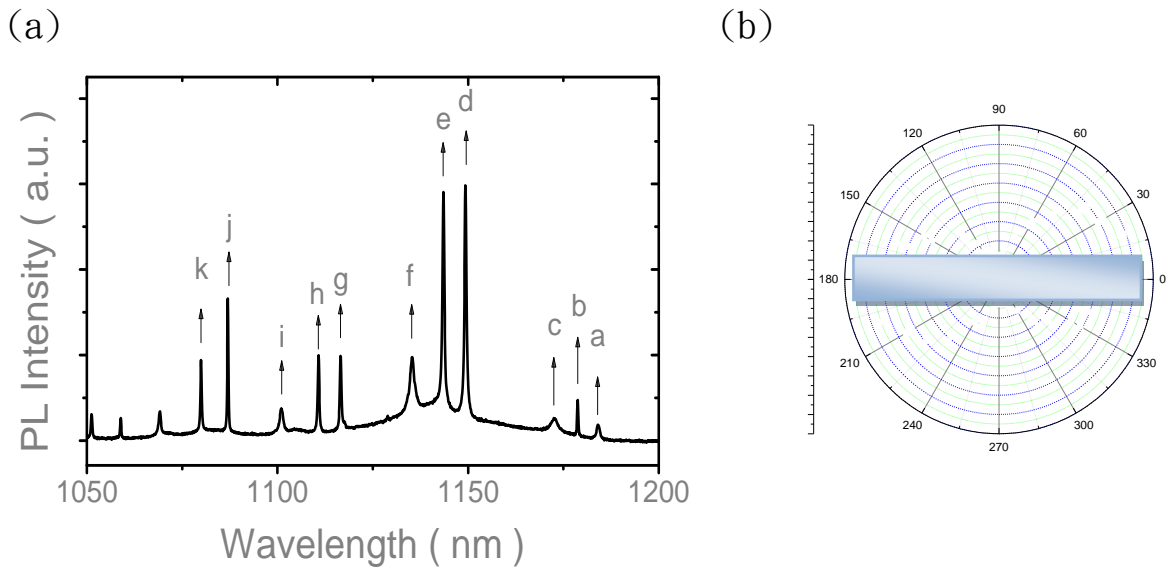 (a)
(b)
PL Intensity ( a.u. )
k
j
i
h
g
f
e
d
c
b
a
1050
1100
1150
1200
Wavelength ( nm )
90
120
60
150
30
180
0
210
330
240
300
270